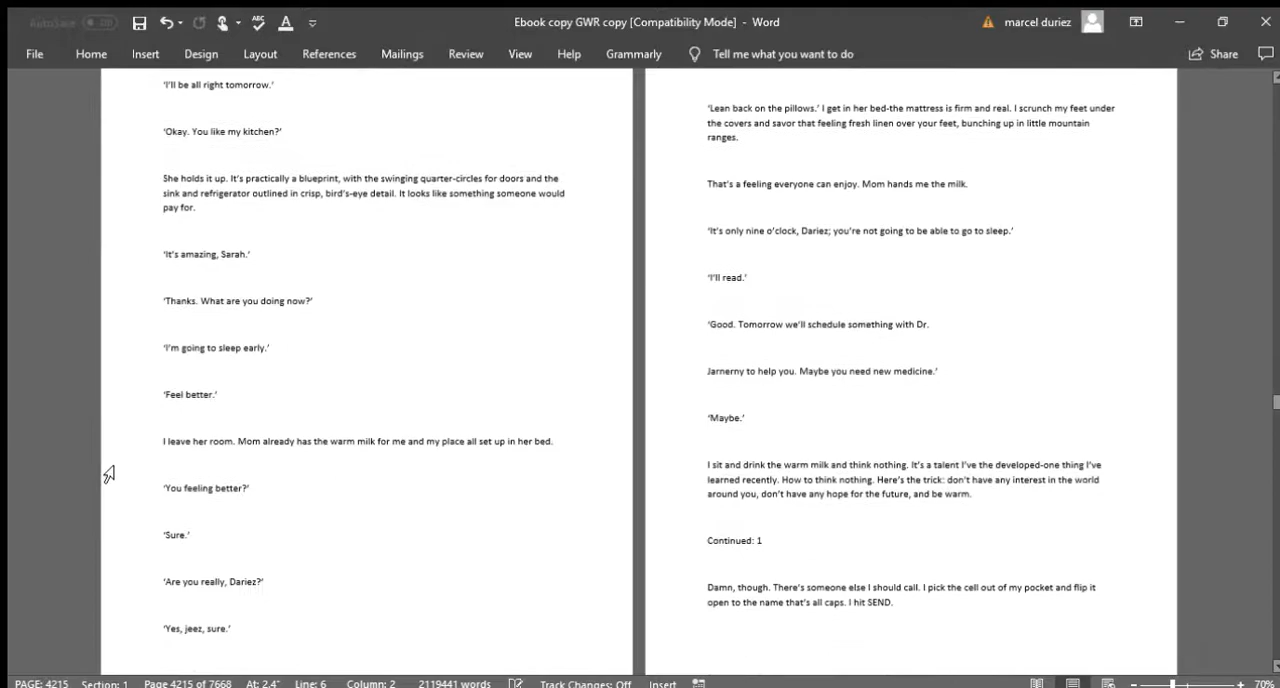 AutoSave Off
Ebook copy GWR copy [Compatibility Mode] - Word
marcel duriez
File Home Insert Design Layout References Mailings Review View Help Grammarly Tell me what you want to do Share
‘I’ll be all right tomorrow.’
‘Okay. You like my kitchen?’
She holds it up. It’s practically a blueprint, with the swinging quarter-circles for doors and the
sink and refrigerator outlined in crisp, bird’s-eye detail. It looks like something someone would
pay for.
‘It’s amazing, Sarah.’
‘Thanks. What are you doing now?’
‘I’m going to sleep early.’
‘Feel better.’
I leave her room. Mom already has the warm milk for me and my place all set up in her bed.
‘You feeling better?’
‘Sure.’
‘Are you really, Dariez?’
‘Yes, jeez, sure.’
‘Lean back on the pillows.’ I get in her bed-the mattress is firm and real. I scrunch my feet under
the covers and savor that feeling fresh linen over your feet, bunching up in little mountain
ranges.
That’s a feeling everyone can enjoy. Mom hands me the milk.
‘It’s only nine o’clock, Dariez; you’re not going to be able to go to sleep.’
‘I’ll read.’
‘Good. Tomorrow we’ll schedule something with Dr.
Jarnerny to help you. Maybe you need new medicine.’
‘Maybe.’
I sit and drink the warm milk and think nothing. It’s a talent I’ve the developed-one thing I’ve
learned recently. How to think nothing. Here’s the trick: don’t have any interest in the world
around you, don’t have any hope for the future, and be warm.
Continued: 1
Damn, though. There’s someone else I should call. I pick the cell out of my pocket and flip it
open to the name that’s all caps. I hit SEND.
PAGE: 4215 Section: 1 Page 4215 of 7668 At: 2.4" Line: 6 Column: 2 2119441 words Track Changes: Off Insert 70%